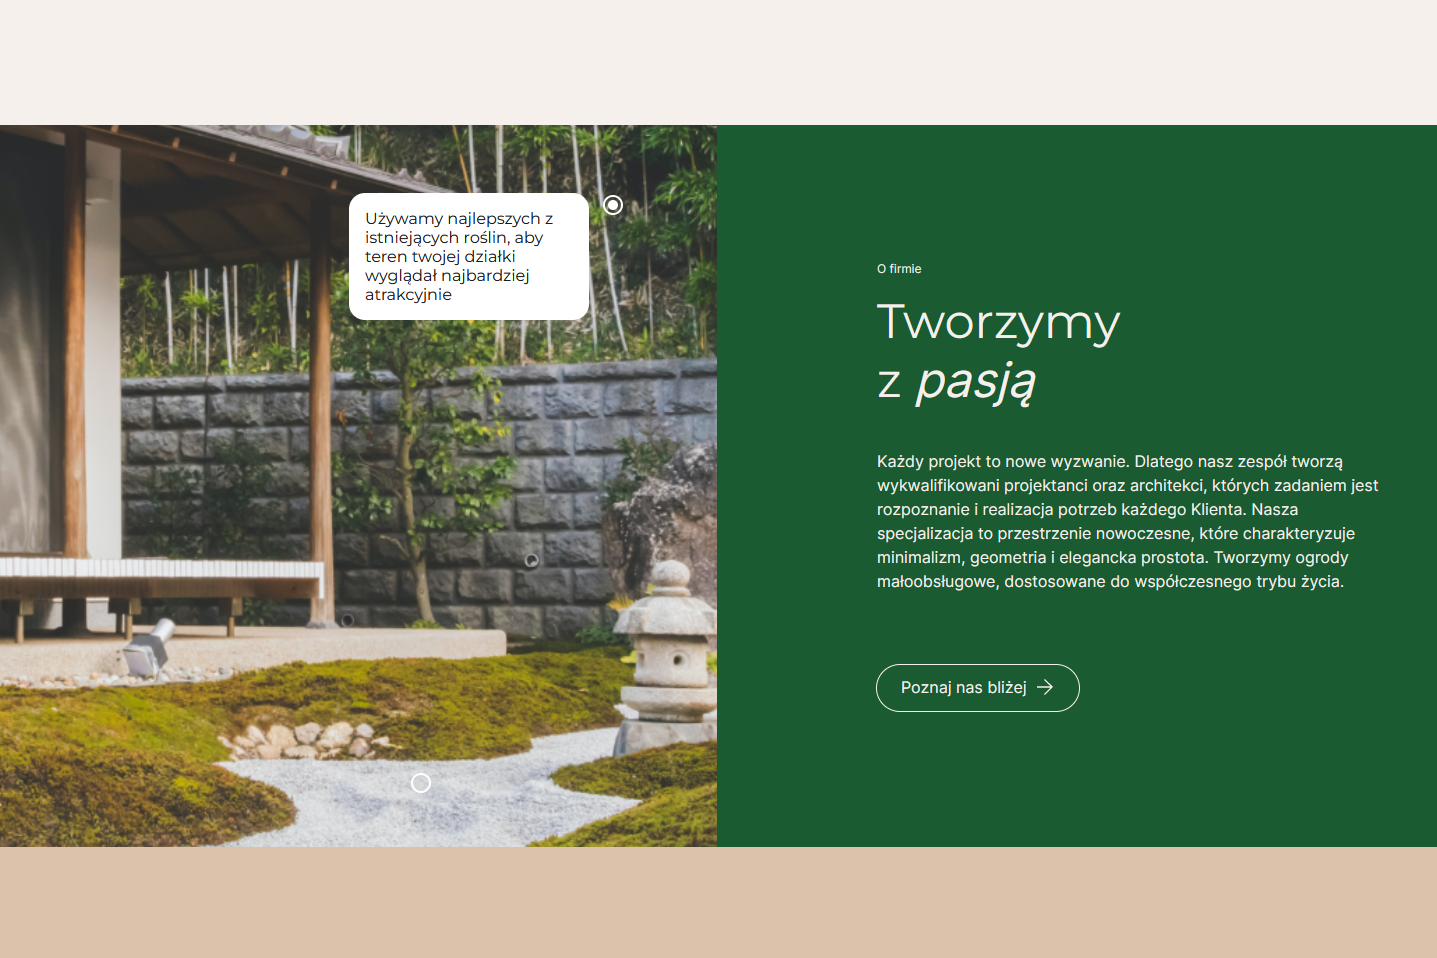 Używamy najlepszych z
istniejących roślin, aby
teren twojej działki
wyglądał najbardziej
atrakcyjnie
O firmie
Tworzymy
z pasją
Każdy projekt to nowe wyzwanie. Dlatego nasz zespół tworzą
wykwalifikowani projektanci oraz architekci, których zadaniem jest
rozpoznanie i realizacja potrzeb każdego Klienta. Nasza
specjalizacja to przestrzenie nowoczesne, które charakteryzuje
minimalizm, geometria i elegancka prostota. Tworzymy ogrody
małoobsługowe, dostosowane do współczesnego trybu życia.
Poznaj nas bliżej